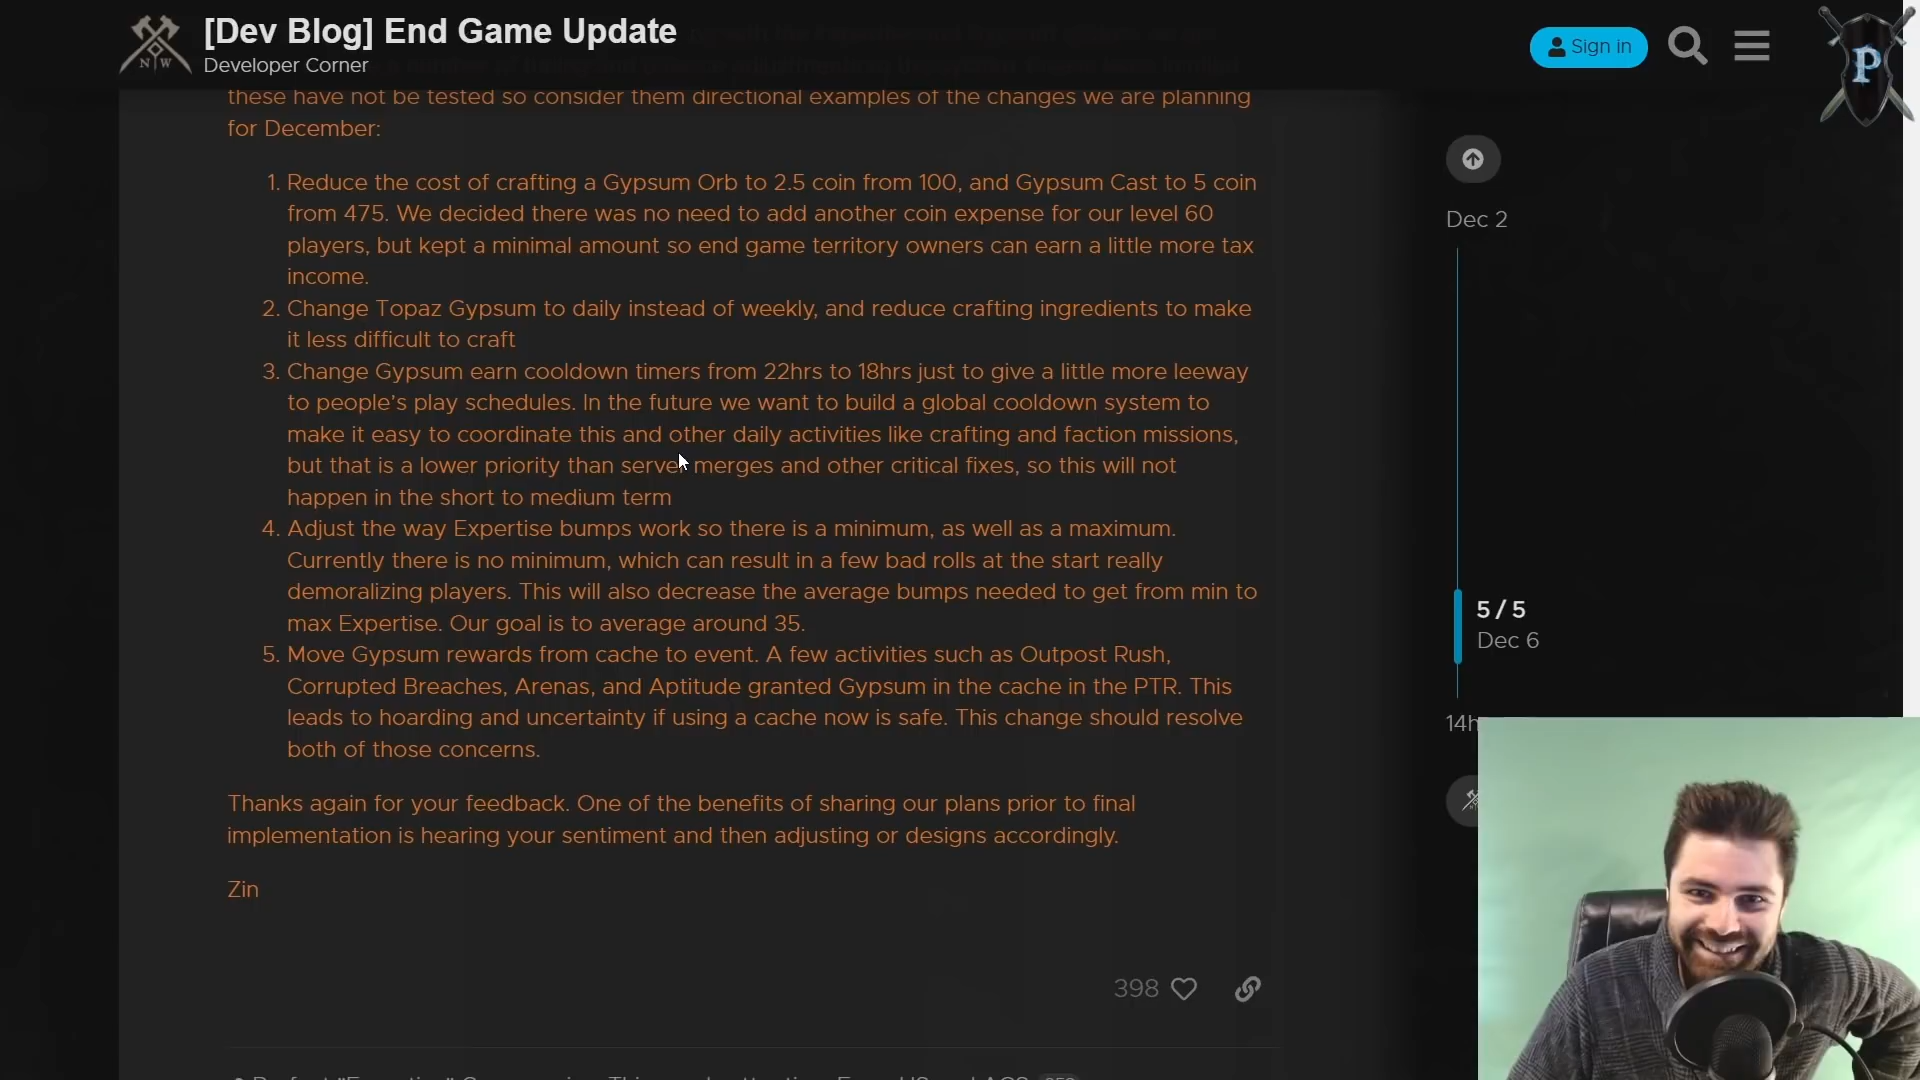 [Dev Blog] End Game Update
Developer Corner
N W
Sign in
P
these have not be tested so consider them directional examples of the changes we are planning
for December:
1. Reduce the cost of crafting a Gypsum Orb to 2.5 coin from 100, and Gypsum Cast to 5 coin
from 475. We decided there was no need to add another coin expense for our level 60
players, but kept a minimal amount so end game territory owners can earn a little more tax
income.
2. Change Topaz Gypsum to daily instead of weekly, and reduce crafting ingredients to make
it less difficult to craft
3. Change Gypsum earn cooldown timers from 22hrs to 18hrs just to give a little more leeway
to people's play schedules. In the future we want to build a global cooldown system to
make it easy to coordinate this and other daily activities like crafting and faction missions,
but that is a lower priority than server merges and other critical fixes, so this will not
happen in the short to medium term
4. Adjust the way Expertise bumps work so there is a minimum, as well as a maximum.
Currently there is no minimum, which can result in a few bad rolls at the start really
demoralizing players. This will also decrease the average bumps needed to get from min to
max Expertise. Our goal is to average around 35.
5. Move Gypsum rewards from cache to event. A few activities such as Outpost Rush,
Corrupted Breaches, Arenas, and Aptitude granted Gypsum in the cache in the PTR. This
leads to hoarding and uncertainty if using a cache now is safe. This change should resolve
both of those concerns.
Thanks again for your feedback. One of the benefits of sharing our plans prior to final
implementation is hearing your sentiment and then adjusting or designs accordingly.
Zin
398
Dec 2
5 / 5
Dec 6
14h